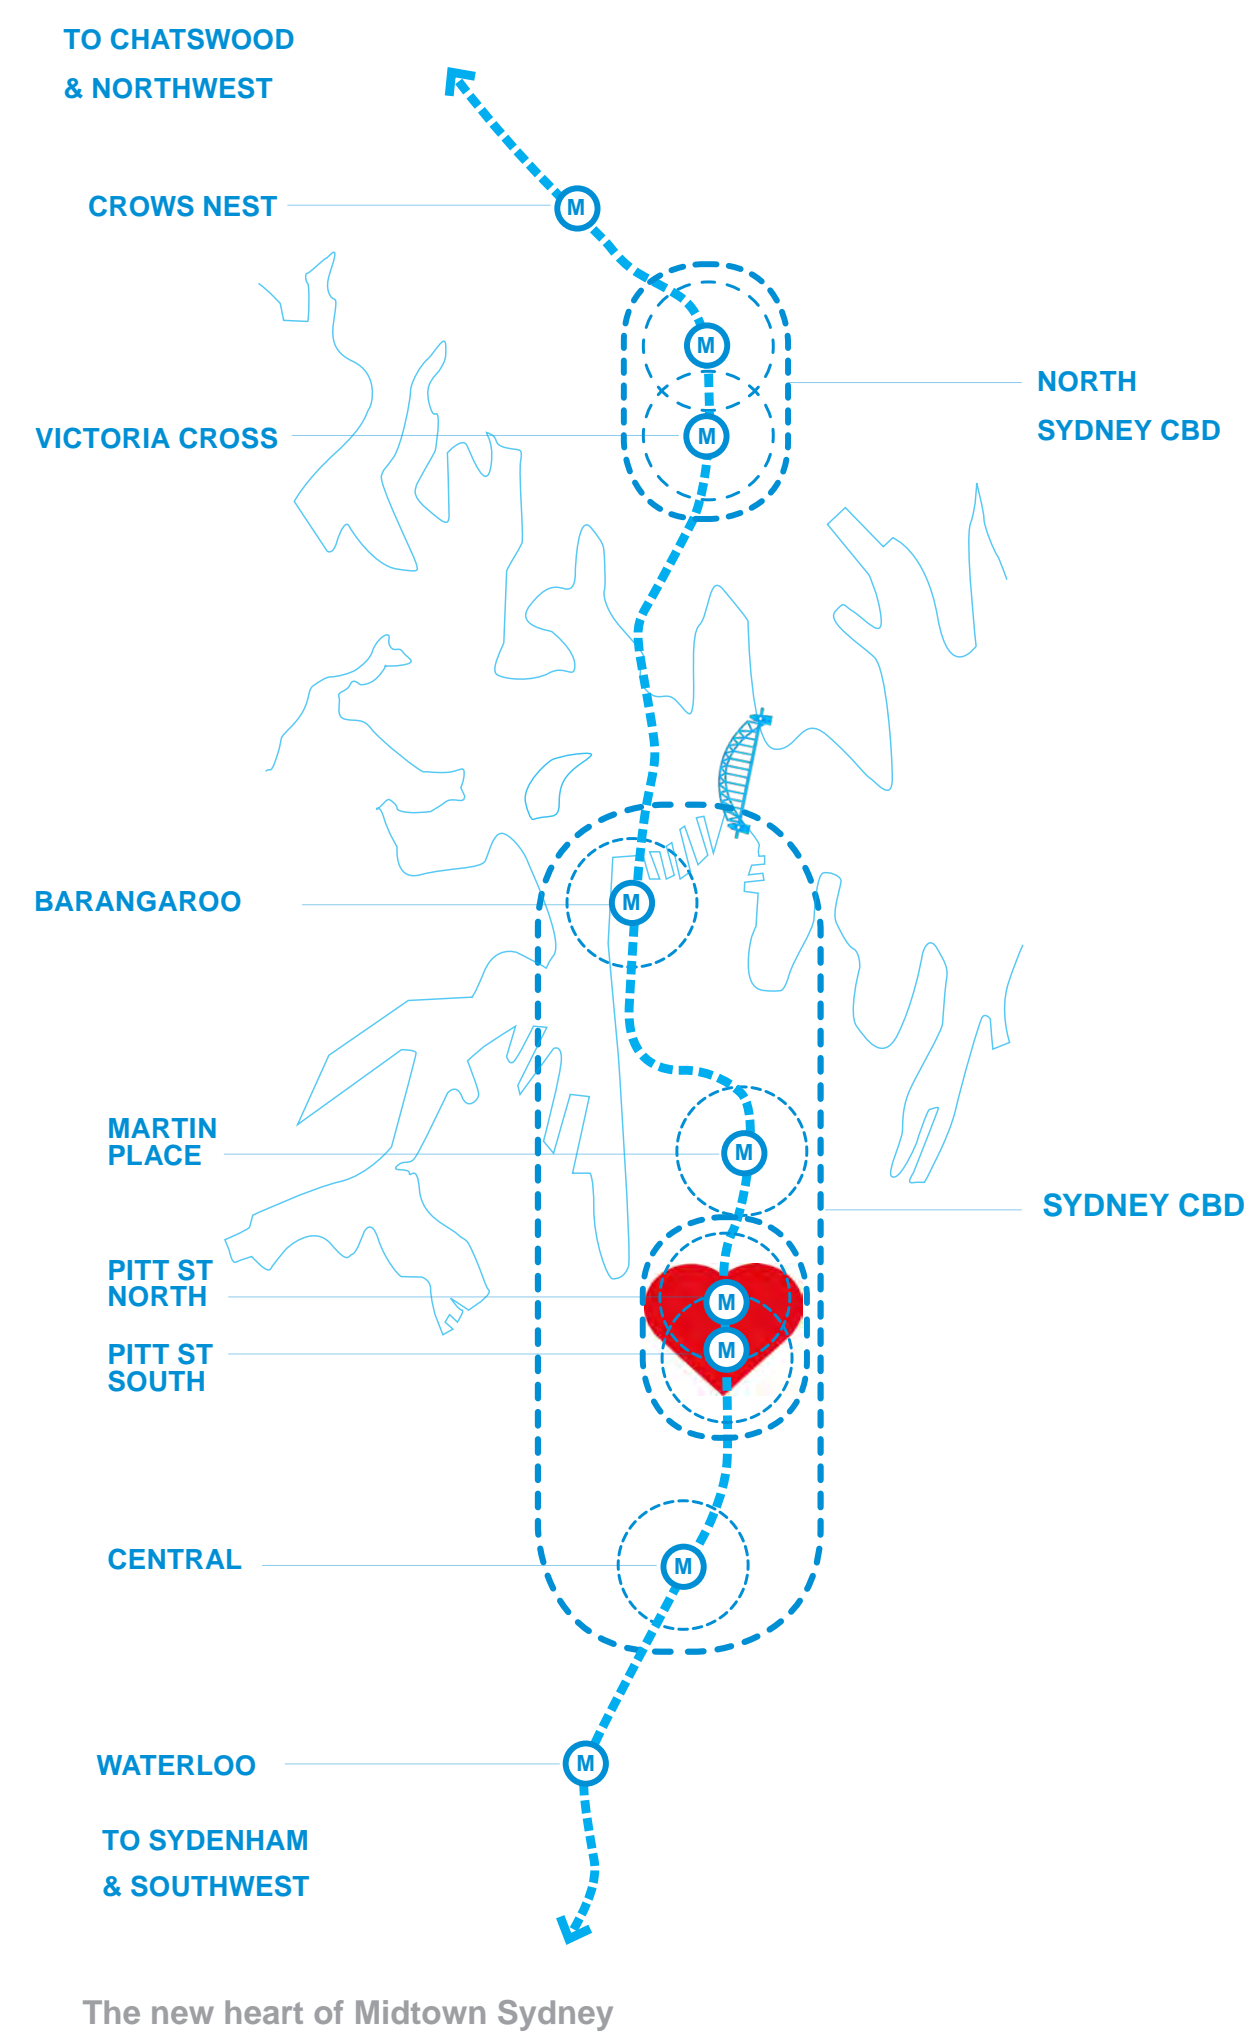 TO CHATSWOOD
& NORTHWEST
CROWS NEST
M
M
NORTH
SYDNEY CBD
VICTORIA CROSS
M
BARANGAROO
M
MARTIN
PLACE
M
SYDNEY CBD
PITT ST
NORTH
M
PITT ST
SOUTH
M
CENTRAL
M
WATERLOO
M
TO SYDENHAM
& SOUTHWEST
The new heart of Midtown Sydney